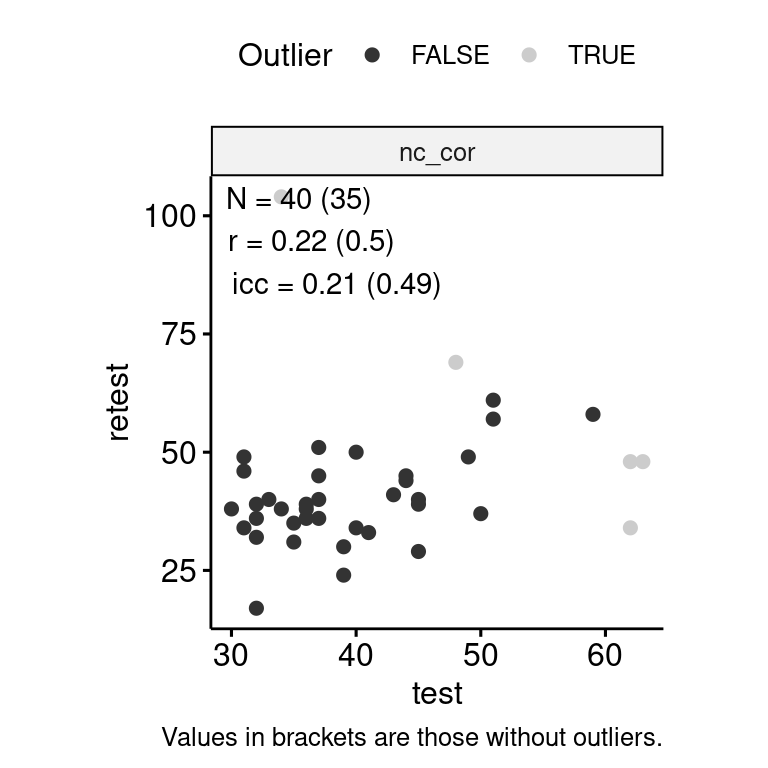 Outlier FALSE TRUE
nc_cor
N = 40 (35)
r = 0.22 (0.5)
icc = 0.21 (0.49)
100
75
50
25
retest
30 40 50 60
test
Values in brackets are those without outliers.